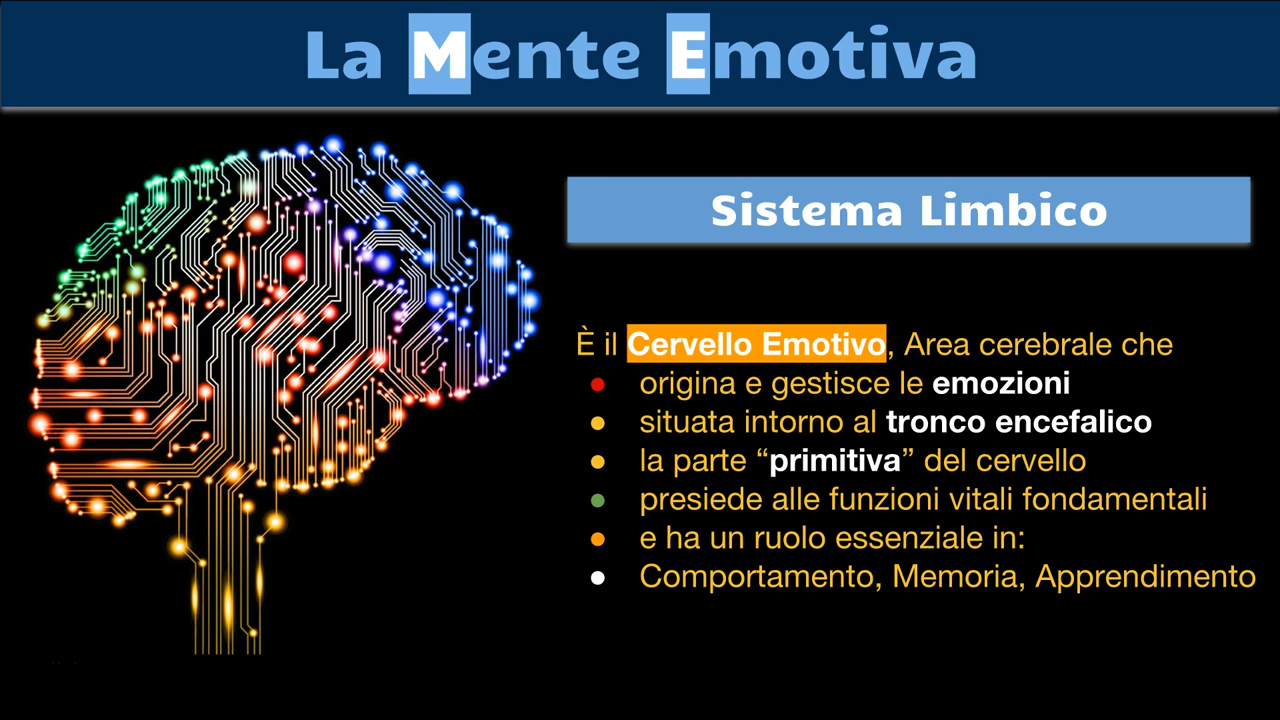 La Mente Emotiva
Sistema Limbico
È il Cervello Emotivo, Area cerebrale che
● origina e gestisce le emozioni
● situata intorno al tronco encefalico
● la parte “primitiva” del cervello
● presiede alle funzioni vitali fondamentali
● e ha un ruolo essenziale in:
● Comportamento, Memoria, Apprendimento